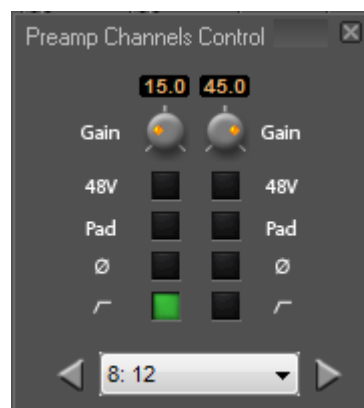 Preamp Channels Control
15.0 45.0
Gain Gain
48V 48V
Pad Pad
Ø Ø
8: 12